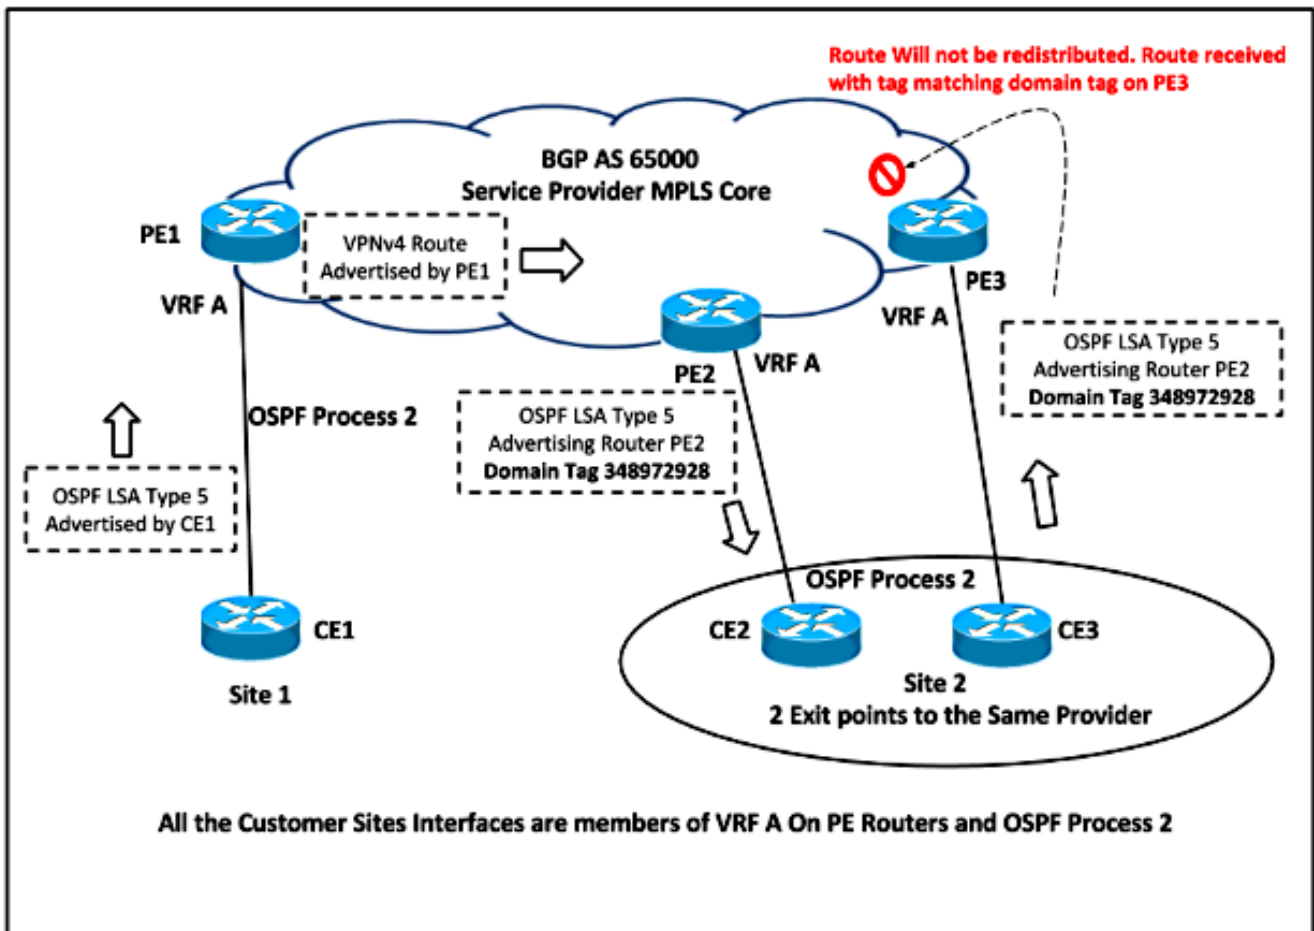 Route Will not be redistributed. Route received
with tag matching domain tag on PE3
BGP AS 65000
Service Provider MPLS Core
PE1
VPNv4 Route
Advertised by PE1
VRF A
PE3
VRF A
PE2
VRF A
OSPF LSA Type 5
Advertising Router PE2
Domain Tag 348972928
OSPF Process 2
OSPF LSA Type 5
Advertising Router PE2
Domain Tag 348972928
OSPF LSA Type 5
Advertised by CE1
OSPF Process 2
CE1
CE2
CE3
Site 1
Site 2
2 Exit points to the Same Provider
All the Customer Sites Interfaces are members of VRF A On PE Routers and OSPF Process 2